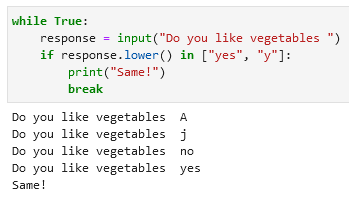 while True:
    response = input("Do you like vegetables ")
    if response.lower() in ["yes", "y"]:
        print("Same!")
        break
Do you like vegetables  A
Do you like vegetables  j
Do you like vegetables  no
Do you like vegetables  yes
Same!